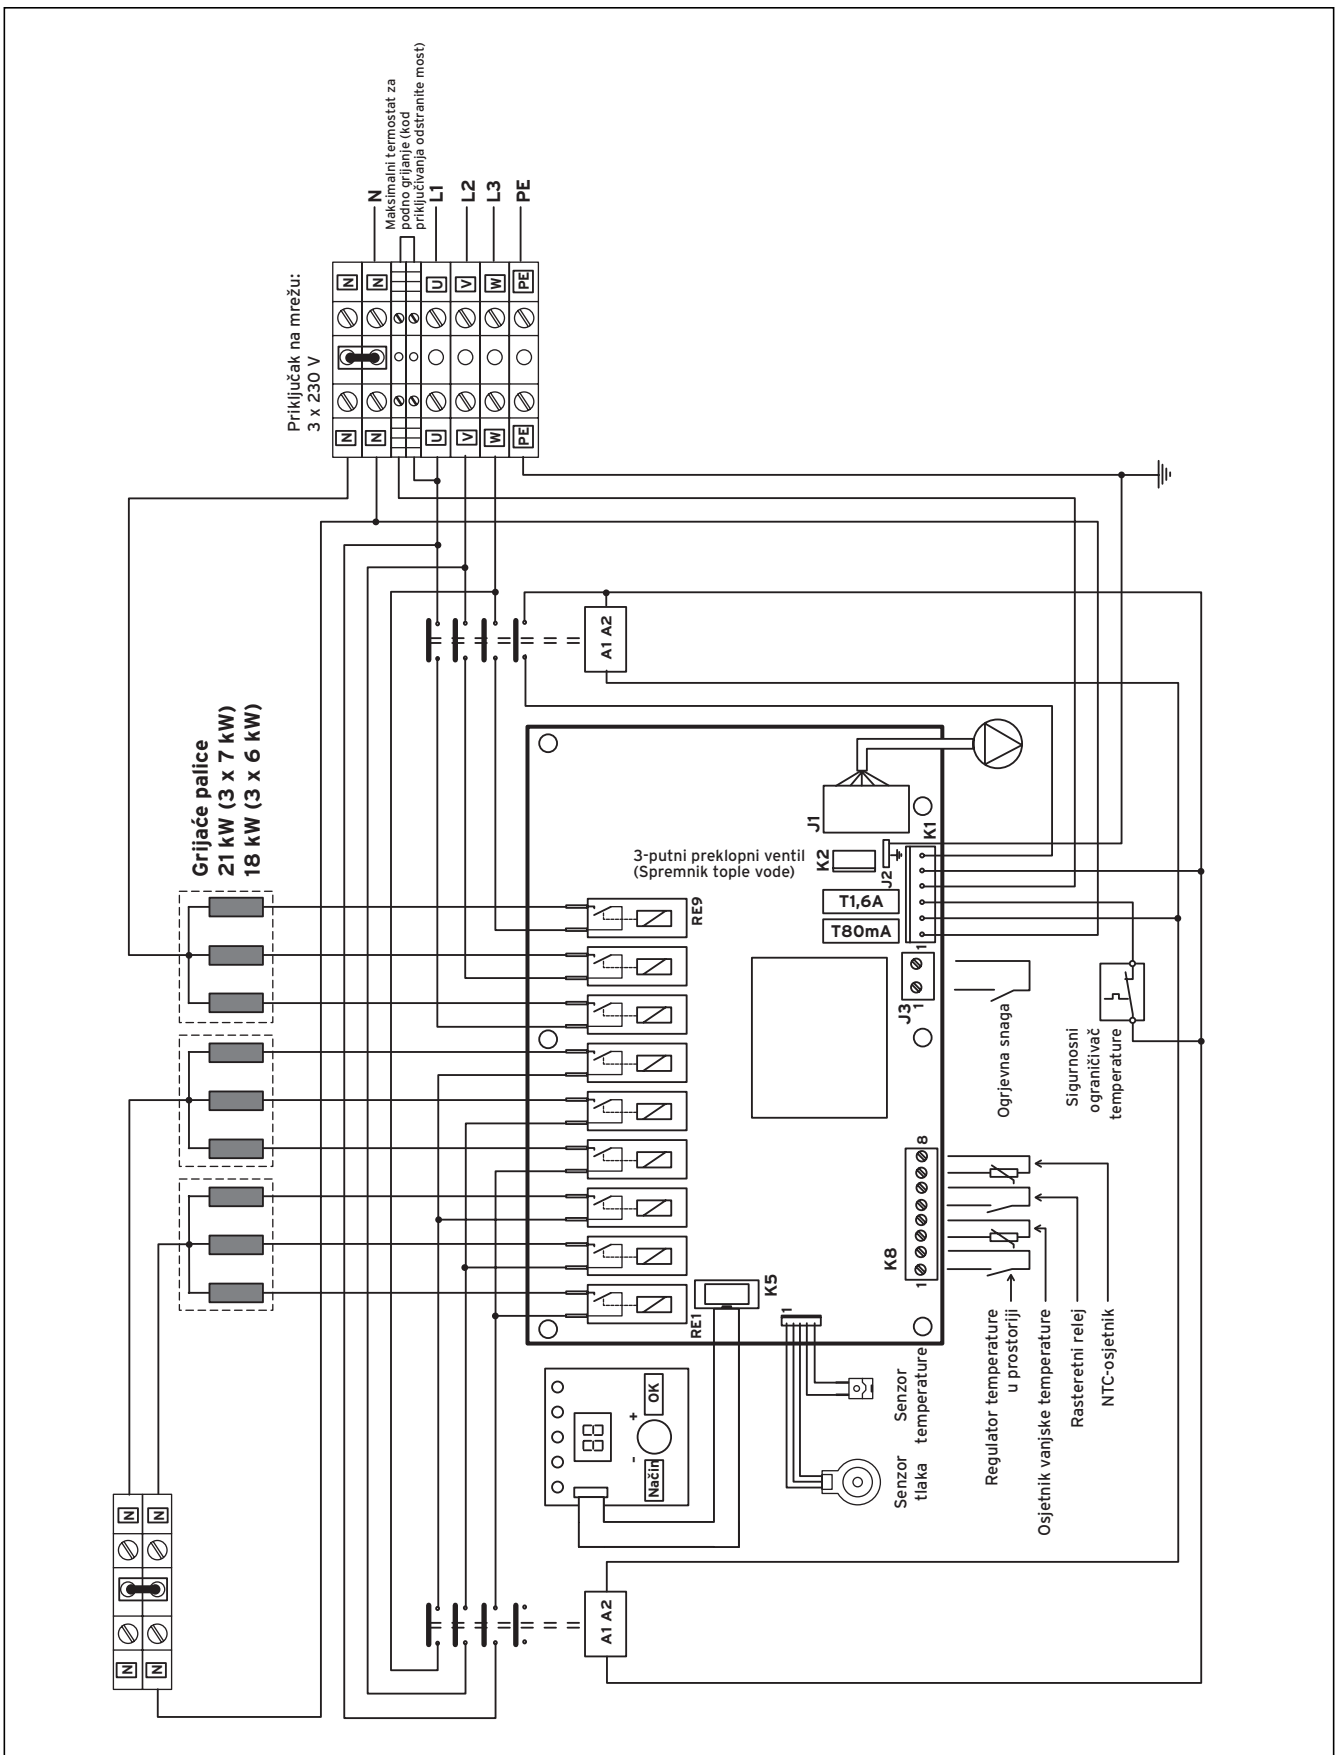 Priključak na mrežu:
3 x 230 V
N
Maksimalni termostat za
podno grijanje (kod
priključivanja odstranite most)
L1
L2
L3
PE
N
N
U
V
W
PE
N
N
U
V
W
PE
A1 A2
Grijaće palice
21 kW (3 x 7 kW)
18 kW (3 x 6 kW)
3-putni preklopni ventil
(Spremnik tople vode)
J1
K2
J2
K1
T1,6A
T80mA
1
RE9
J3
1
Ogrjevna snaga
Sigurnosni
ograničivač
temperature
K8
8
1
RE1
K5
1
Senzor
tlaka
Senzor
temperature
Regulator temperature
u prostoriji
Osjetnik vanjske temperature
Rasteretni relej
NTC-osjetnik
88
- +
Način
OK
N
N
N
N
A1 A2